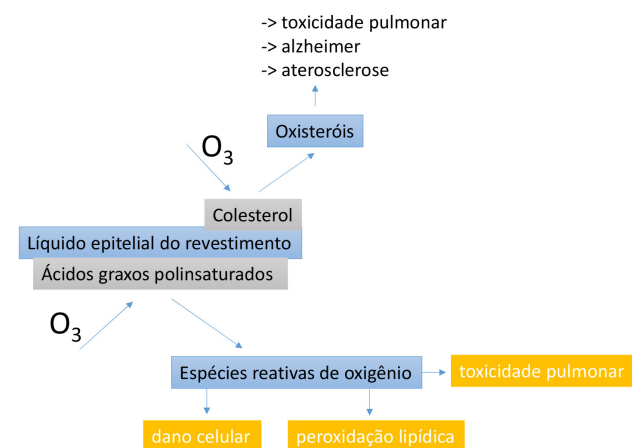 -> toxicidade pulmonar
-> alzheimer
-> aterosclerose
Oxisteróis
O3
Colesterol
Líquido epitelial do revestimento
Ácidos graxos polinsaturados
O3
Espécies reativas de oxigênio
toxicidade pulmonar
dano celular
peroxidação lipídica